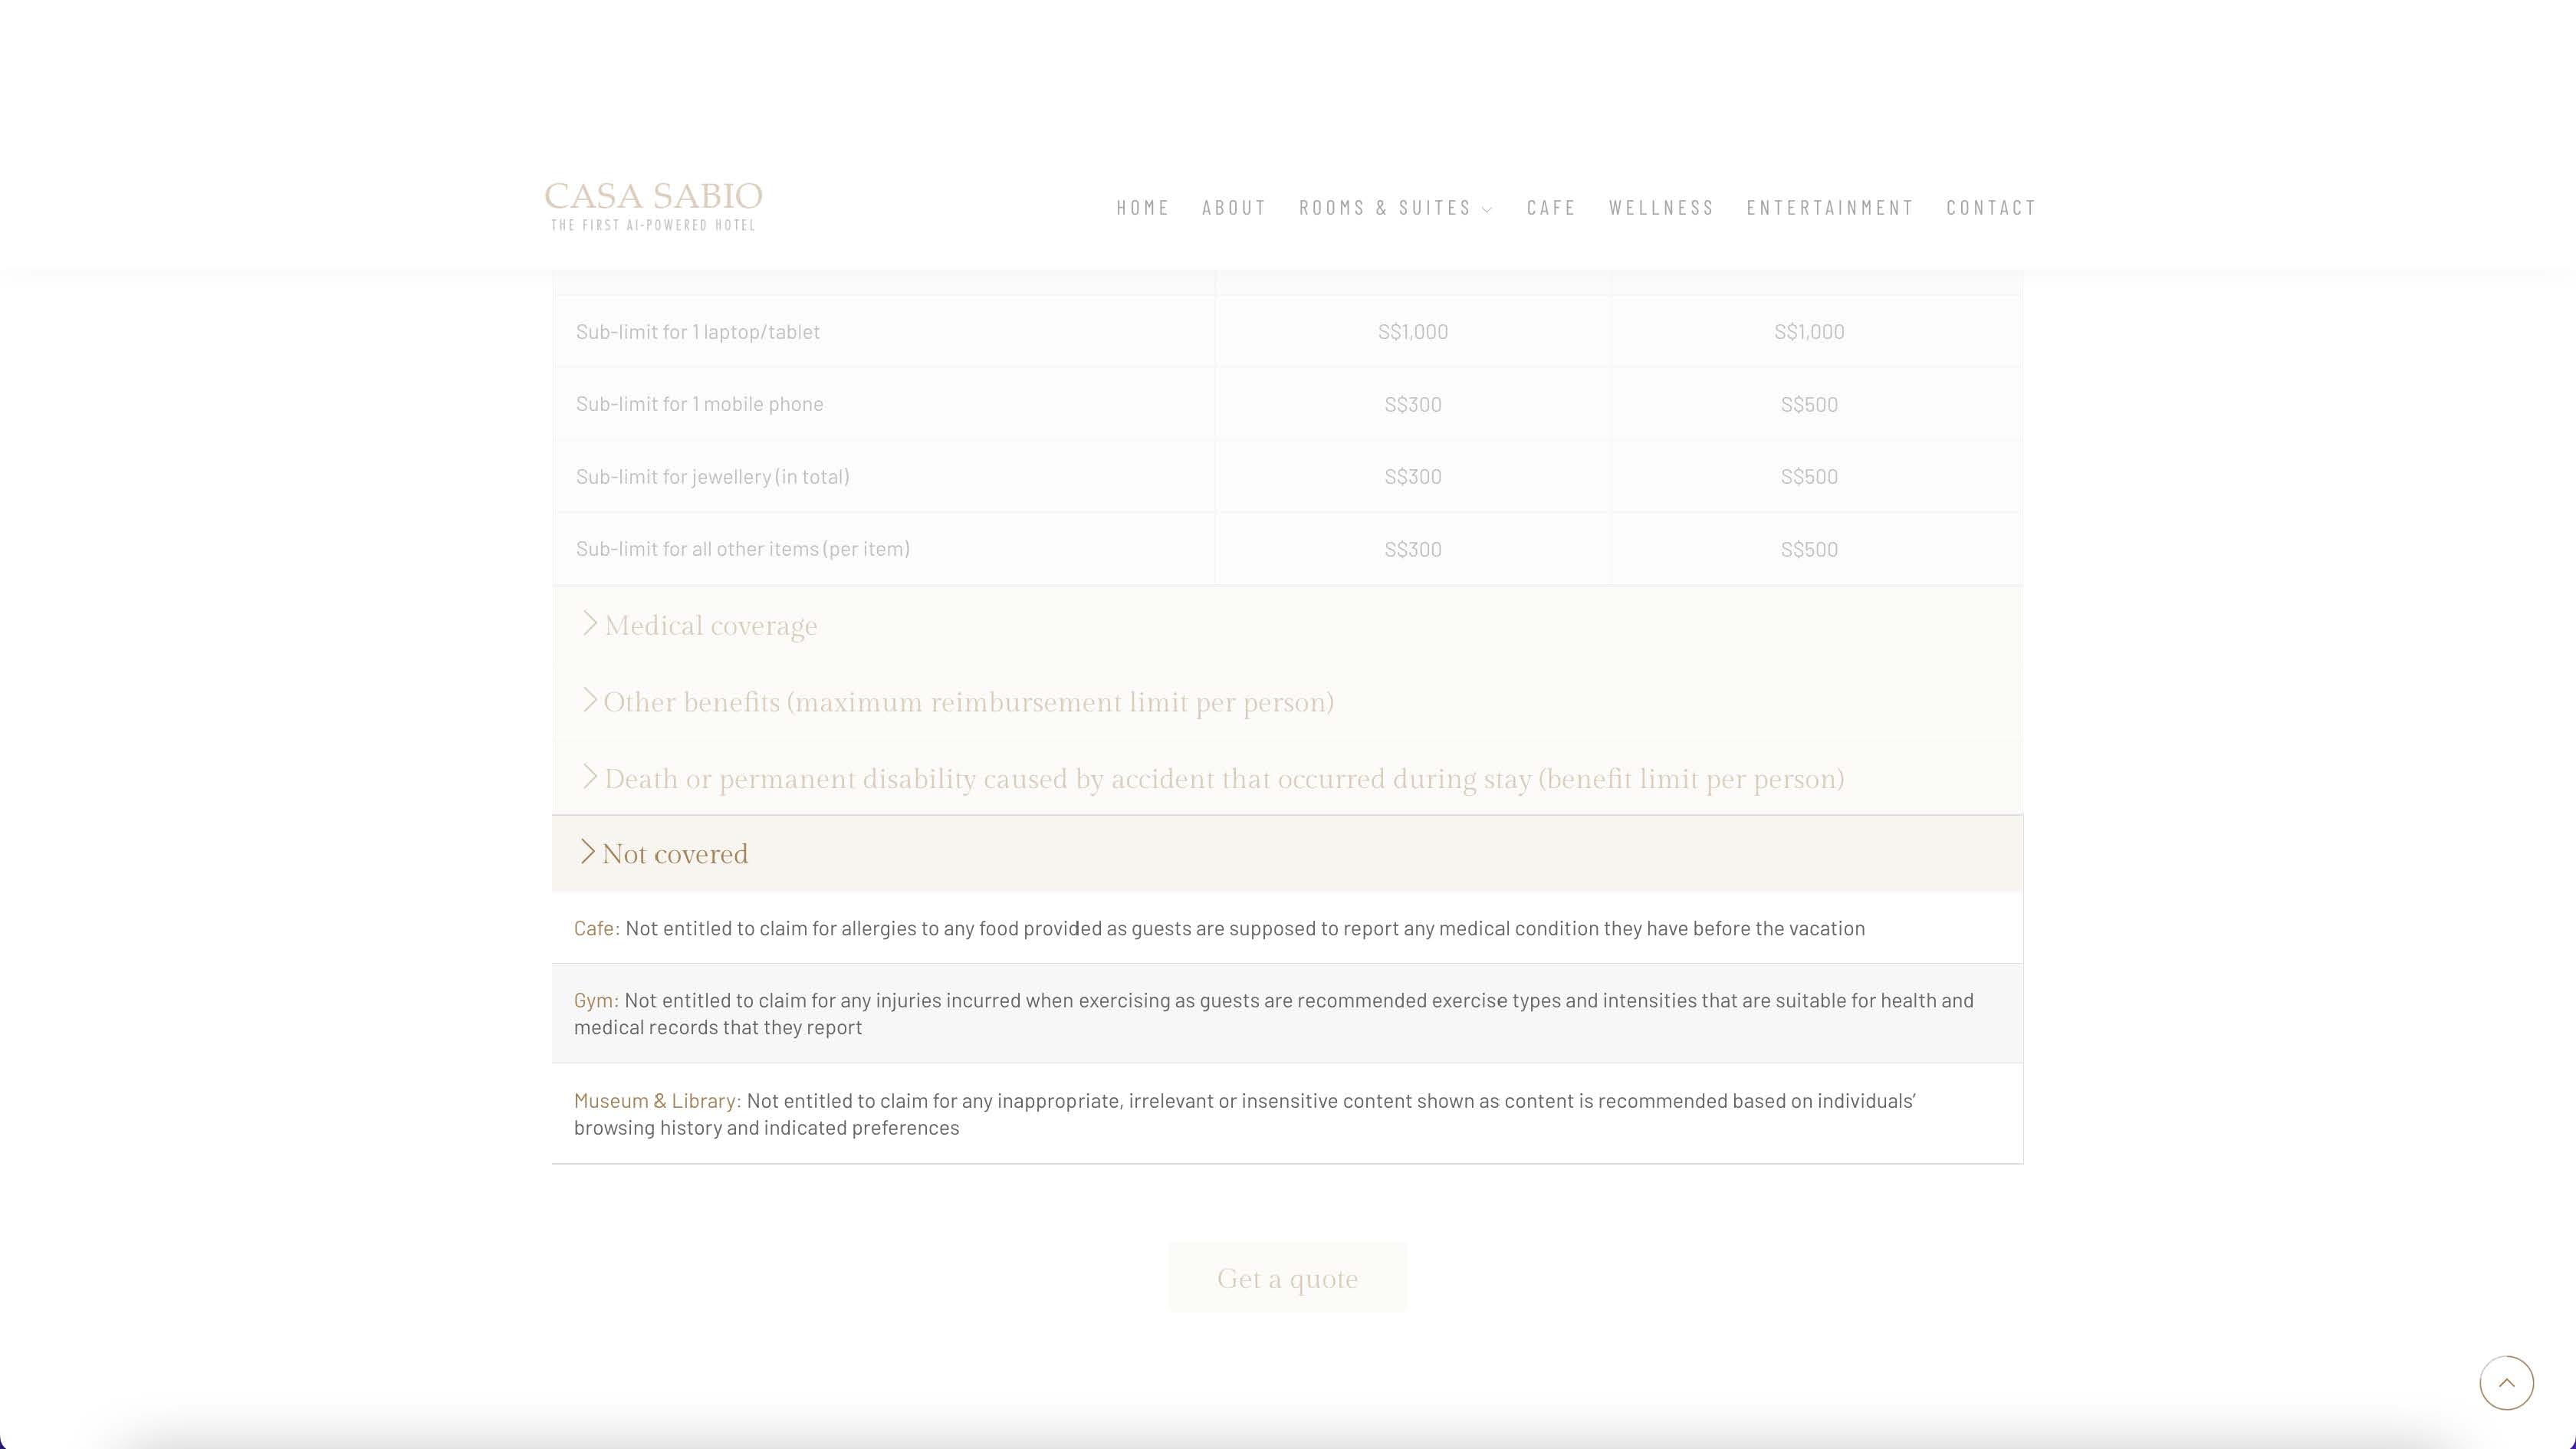 CASA SABIO
THE FIRST AI-POWERED HOTEL
HOME ABOUT ROOMS & SUITES CAFE WELLNESS ENTERTAINMENT CONTACT
Sub-limit for 1 laptop/tablet S$1,000 S$1,000
Sub-limit for 1 mobile phone S$300 S$500
Sub-limit for jewellery (in total) S$300 S$500
Sub-limit for all other items (per item) S$300 S$500
Medical coverage
Other benefits (maximum reimbursement limit per person)
Death or permanent disability caused by accident that occurred during stay (benefit limit per person)
Not covered
Cafe: Not entitled to claim for allergies to any food provided as guests are supposed to report any medical condition they have before the vacation
Gym: Not entitled to claim for any injuries incurred when exercising as guests are recommended exercise types and intensities that are suitable for health and
medical records that they report
Museum & Library: Not entitled to claim for any inappropriate, irrelevant or insensitive content shown as content is recommended based on individuals’
browsing history and indicated preferences
Get a quote